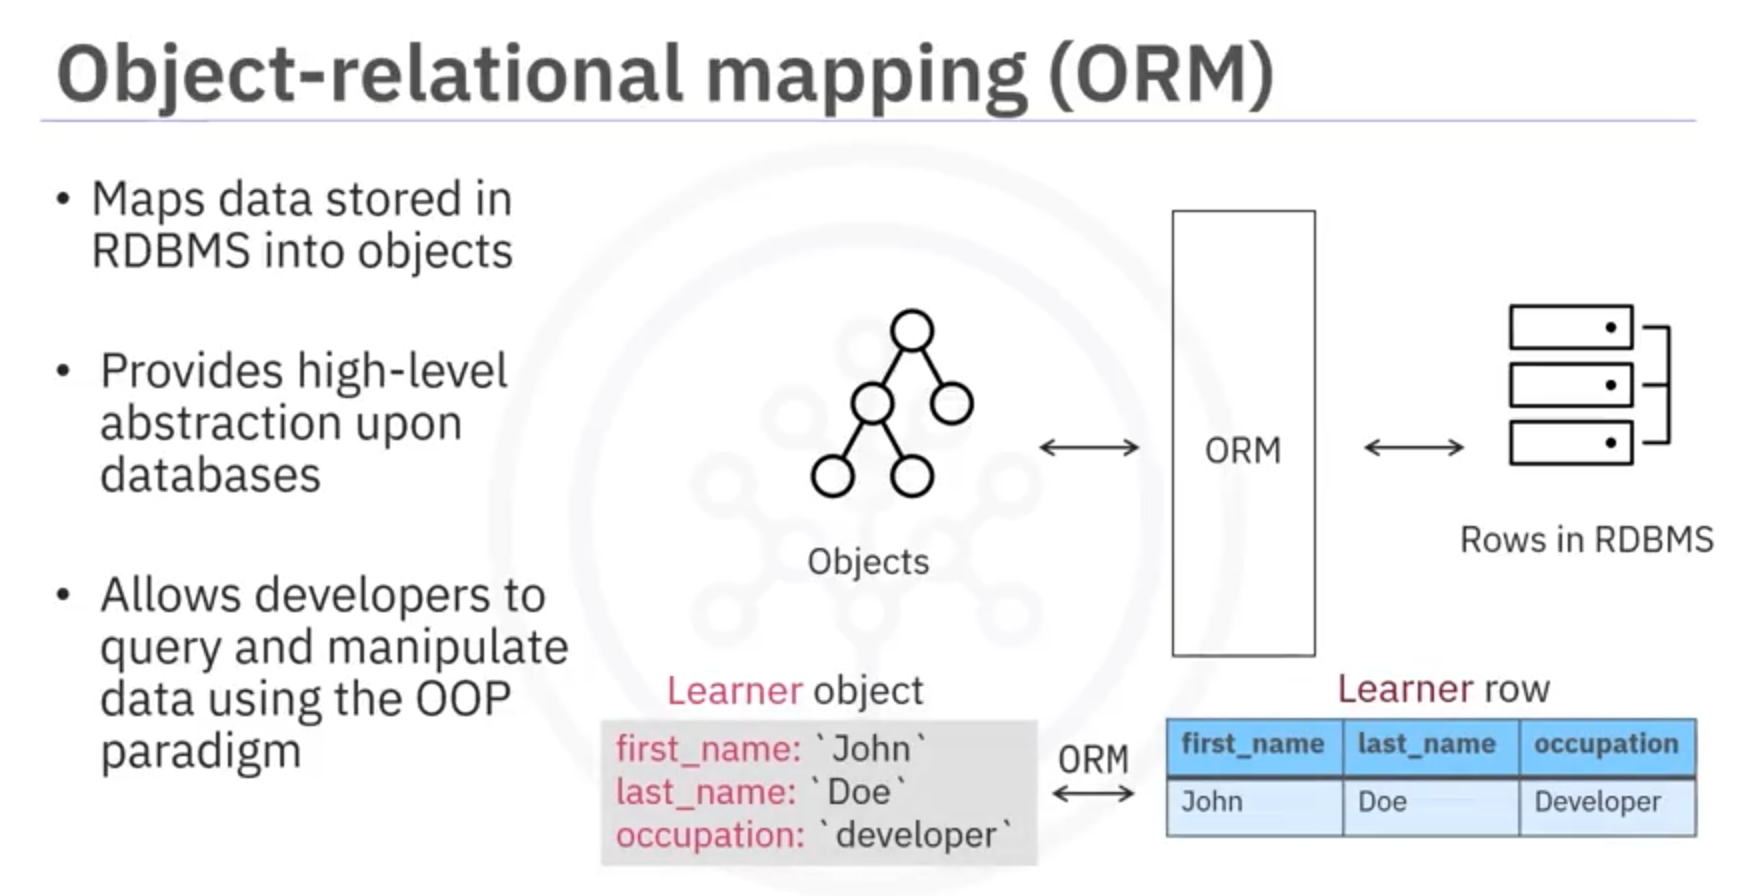 Object-relational mapping (ORM)
• Maps data stored in
RDBMS into objects
• Provides high-level
abstraction upon
databases
• Allows developers to
query and manipulate
data using the OOP
paradigm
Objects
ORM
Rows in RDBMS
Learner object
first_name: `John`
last_name: `Doe`
occupation: `developer`
ORM
Learner row
first_name last_name occupation
John Doe Developer